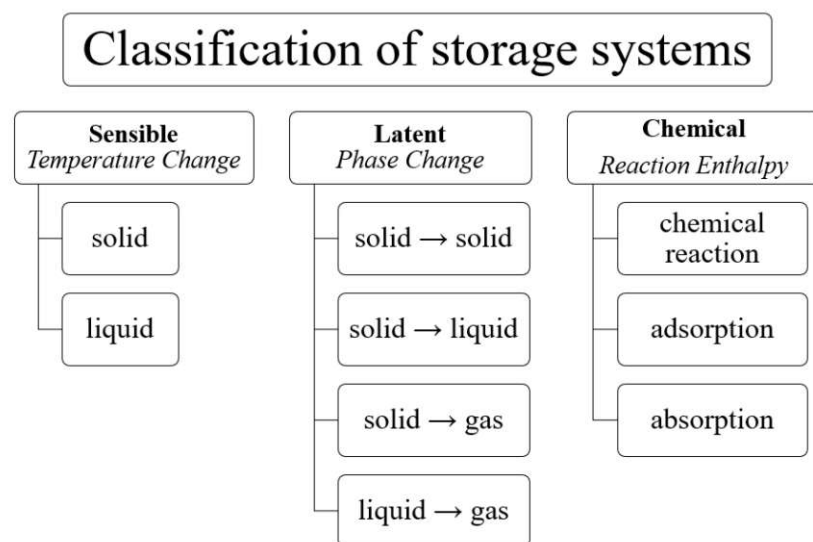 Classification of storage systems
Sensible
Temperature Change
solid
liquid
Latent
Phase Change
solid → solid
solid → liquid
solid → gas
liquid → gas
Chemical
Reaction Enthalpy
chemical
reaction
adsorption
absorption